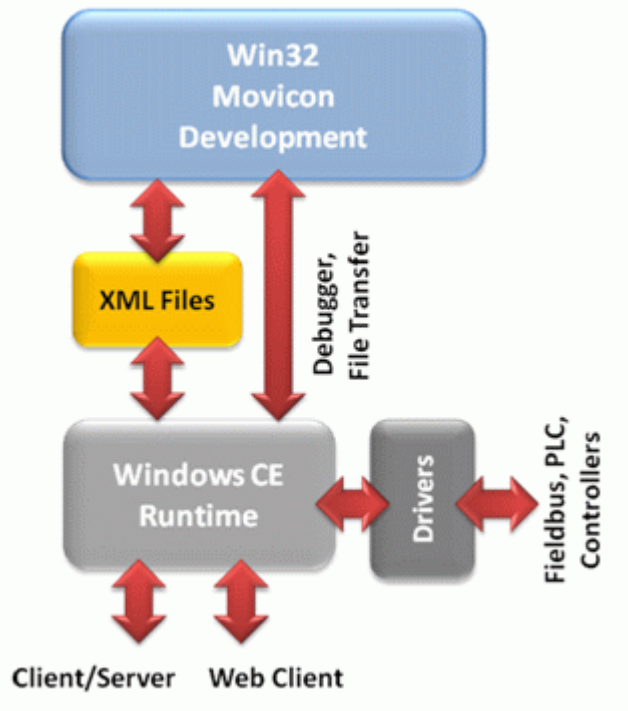 Win32
Movicon
Development
XML Files
Debugger,
File Transfer
Windows CE
Runtime
Drivers
Fieldbus, PLC,
Controllers
Client/Server
Web Client